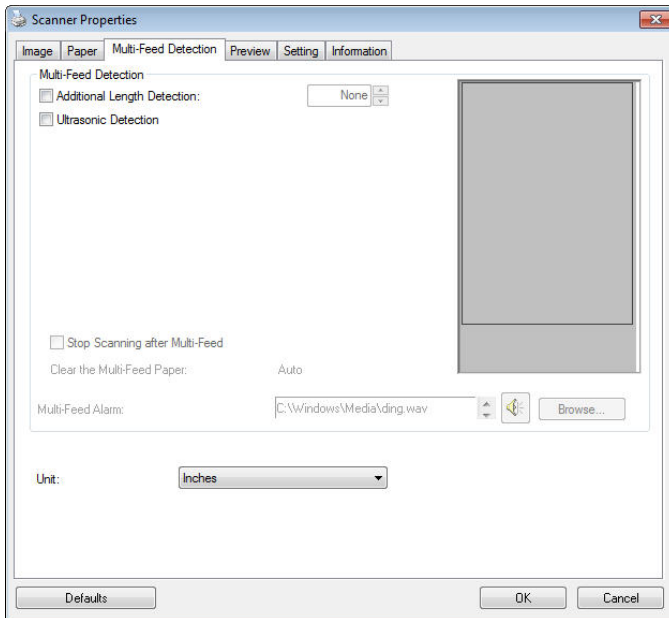 Scanner Properties
Image Paper Multi-Feed Detection Preview Setting Information
Multi-Feed Detection
Additional Length Detection: None
Ultrasonic Detection
Stop Scanning after Multi-Feed
Clear the Multi-Feed Paper: Auto
Multi-Feed Alarm: C:\Windows\Media\ding.wav Browse...
Unit: Inches
Defaults OK Cancel